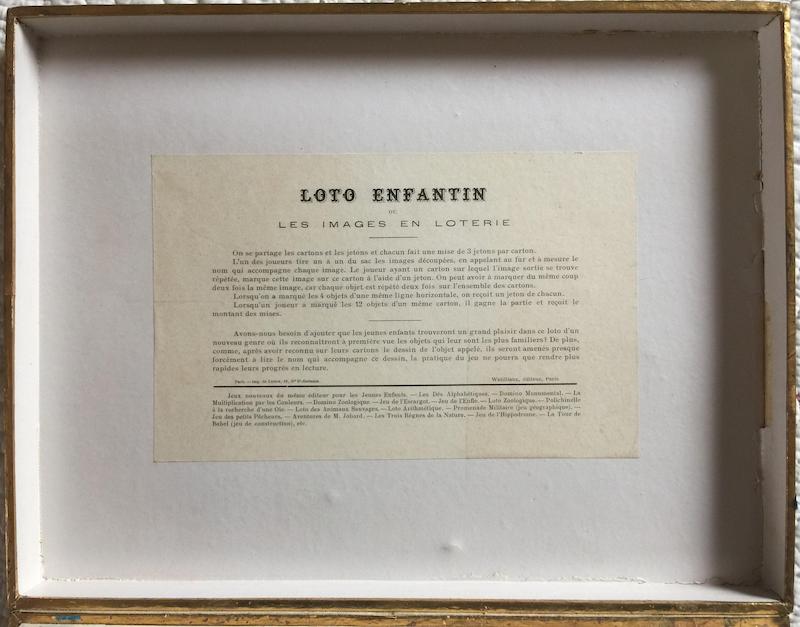 LOTO ENFANTIN
OU
LES IMAGES EN LOTERIE
On se partage les cartons et les jetons et chacun fait une mise de 3 jetons par carton.
L'un des joueurs tire un à un du sac les images découpées, en appelant au fur et à mesure le
nom qui accompagne chaque image. Le joueur ayant un carton sur lequel l'image sortie se trouve
répétée, marque cette image sur ce carton à l'aide d'un jeton. On peut avoir à marquer du même coup
deux fois la même image, car chaque objet est répété deux fois sur l'ensemble des cartons.
Lorsqu'on a marqué les 4 objets d'une même ligne horizontale, on reçoit un jeton de chacun.
Lorsqu'un joueur a marqué les 12 objets d'un même carton, il gagne la partie et reçoit le
montant des mises.
Avons-nous besoin d'ajouter que les jeunes enfants trouveront un grand plaisir dans ce loto d'un
nouveau genre où ils reconnaîtront à première vue les objets qui leur sont les plus familiers? De plus,
comme, après avoir reconnu sur leurs cartons le dessin de l'objet appelé, ils seront amenés presque
forcément à lire le nom qui accompagne ce dessin, la pratique du jeu ne pourra que rendre plus
rapides leurs progrès en lecture.
Paris. — Imp. de
Watilliaux, éditeur, Paris
Jeux nouveaux du même éditeur pour les Jeunes Enfants. — Les Dés Alphabétiques. — Domino Monumental. — La
Multiplication par les Couleurs. — Domino Zoologique. — Jeu de l'Escargot. — Jeu de l'Enfle. — Loto Zoologique. — Polichinelle
à la recherche d'une Oie. — Loto des Animaux Sauvages. — Loto Arithmétique. — Promenade Militaire (jeu géographique). —
Jeu des petits Pêcheurs. — Aventures de M. Jobard. — Les Trois Règnes de la Nature. — Jeu de l'Hippodrome. — La Tour de
Babel (jeu de construction), etc.